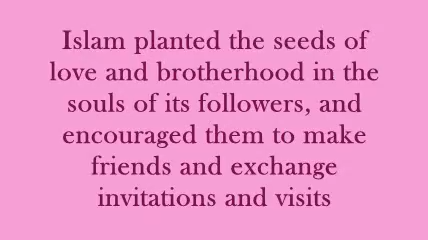 Islam planted the seeds of
love and brotherhood in the
souls of its followers, and
encouraged them to make
friends and exchange
invitations and visits